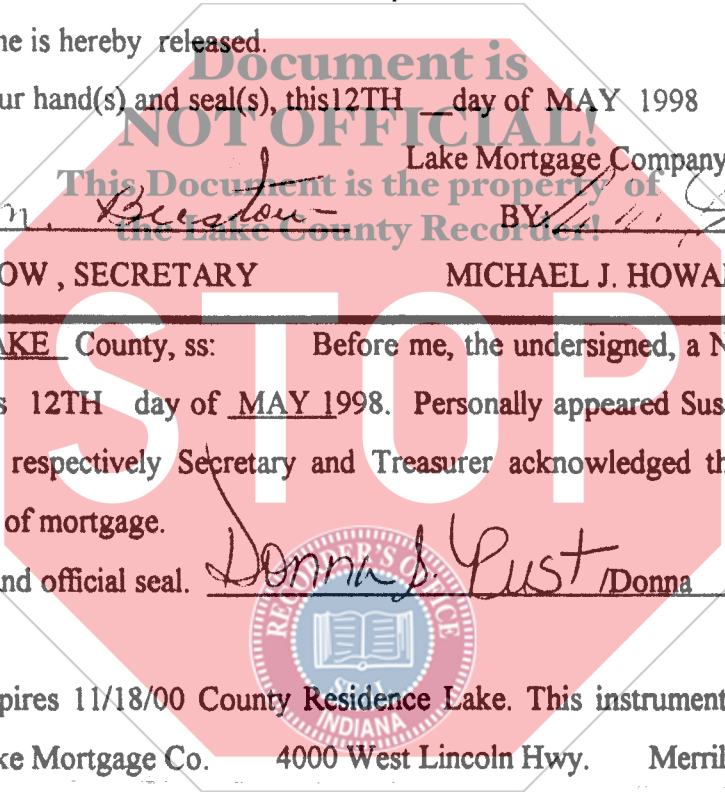 ne is hereby released.
Document is
ur hand(s) and seal(s), this12TH __day of MAY 1998
NOT OFFICIAL!
Lake Mortgage Company
This Document is the property of
BY:
the Lake County Recorder!
OW , SECRETARY MICHAEL J. HOWA
STOP
AKE County, ss: Before me, the undersigned, a N
s 12TH day of MAY 1998. Personally appeared Sus
respectively Secretary and Treasurer acknowledged th
of mortgage.
nd official seal. Donna S. Yust /Donna
RECORDER'S OFFICE
SEAL
INDIANA
pires 11/18/00 County Residence Lake. This instrument
ke Mortgage Co. 4000 West Lincoln Hwy. Merril